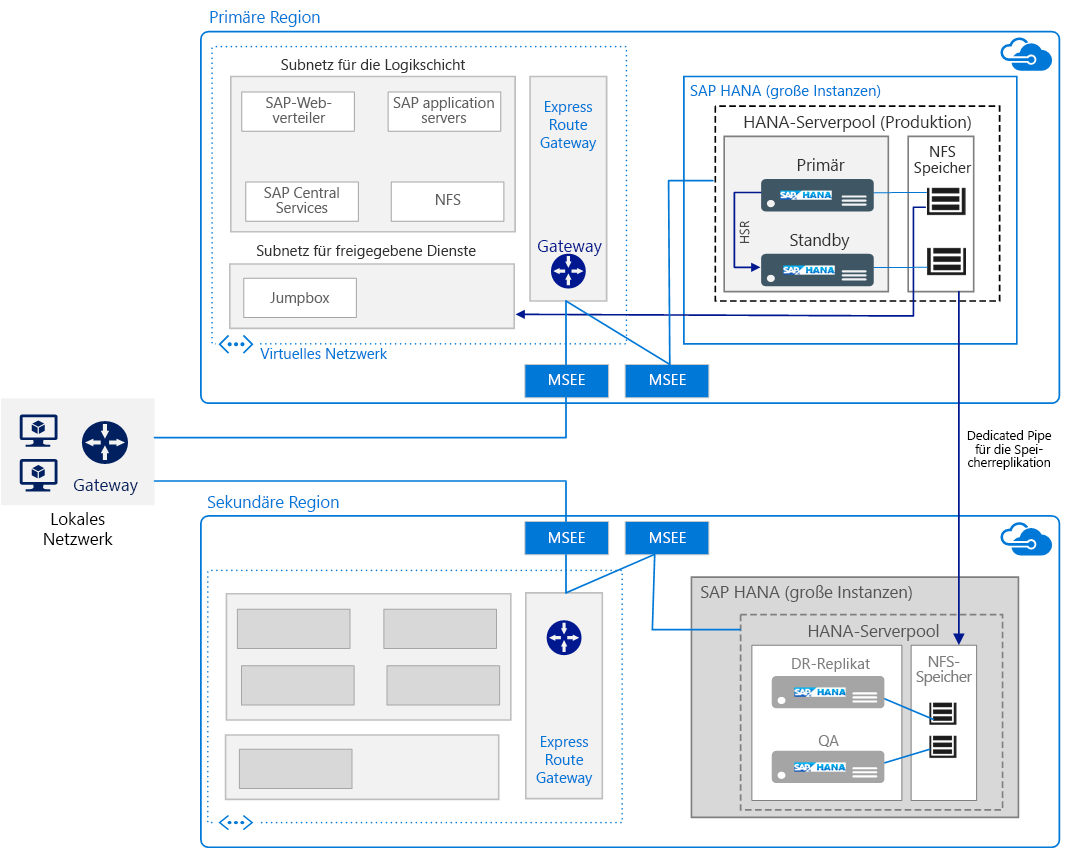 Primäre Region
Subnetz für die Logikschicht
SAP-Web-
verteiler
SAP application
servers
SAP Central
Services
NFS
Subnetz für freigegebene Dienste
Jumpbox
Virtuelles Netzwerk
Express
Route
Gateway
Gateway
SAP HANA (große Instanzen)
HANA-Serverpool (Produktion)
Primär
SAP HANA
HSR
Standby
SAP HANA
NFS
Speicher
MSEE
MSEE
Gateway
Lokales
Netzwerk
Dedicated Pipe
für die Spei-
cherreplikation
Sekundäre Region
MSEE
MSEE
Express
Route
Gateway
SAP HANA (große Instanzen)
HANA-Serverpool
DR-Replikat
SAP HANA
QA
SAP HANA
NFS-
Speicher